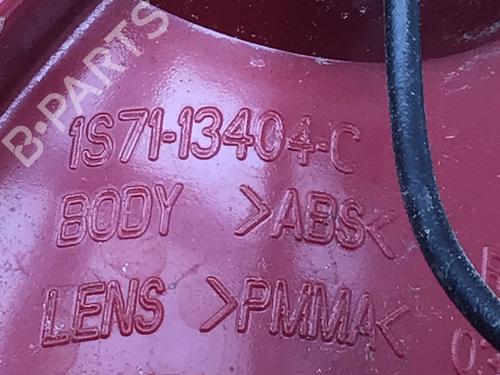 B-PARTS
1S71-13404-C
BODY >ABS<
LENS >PMMA<